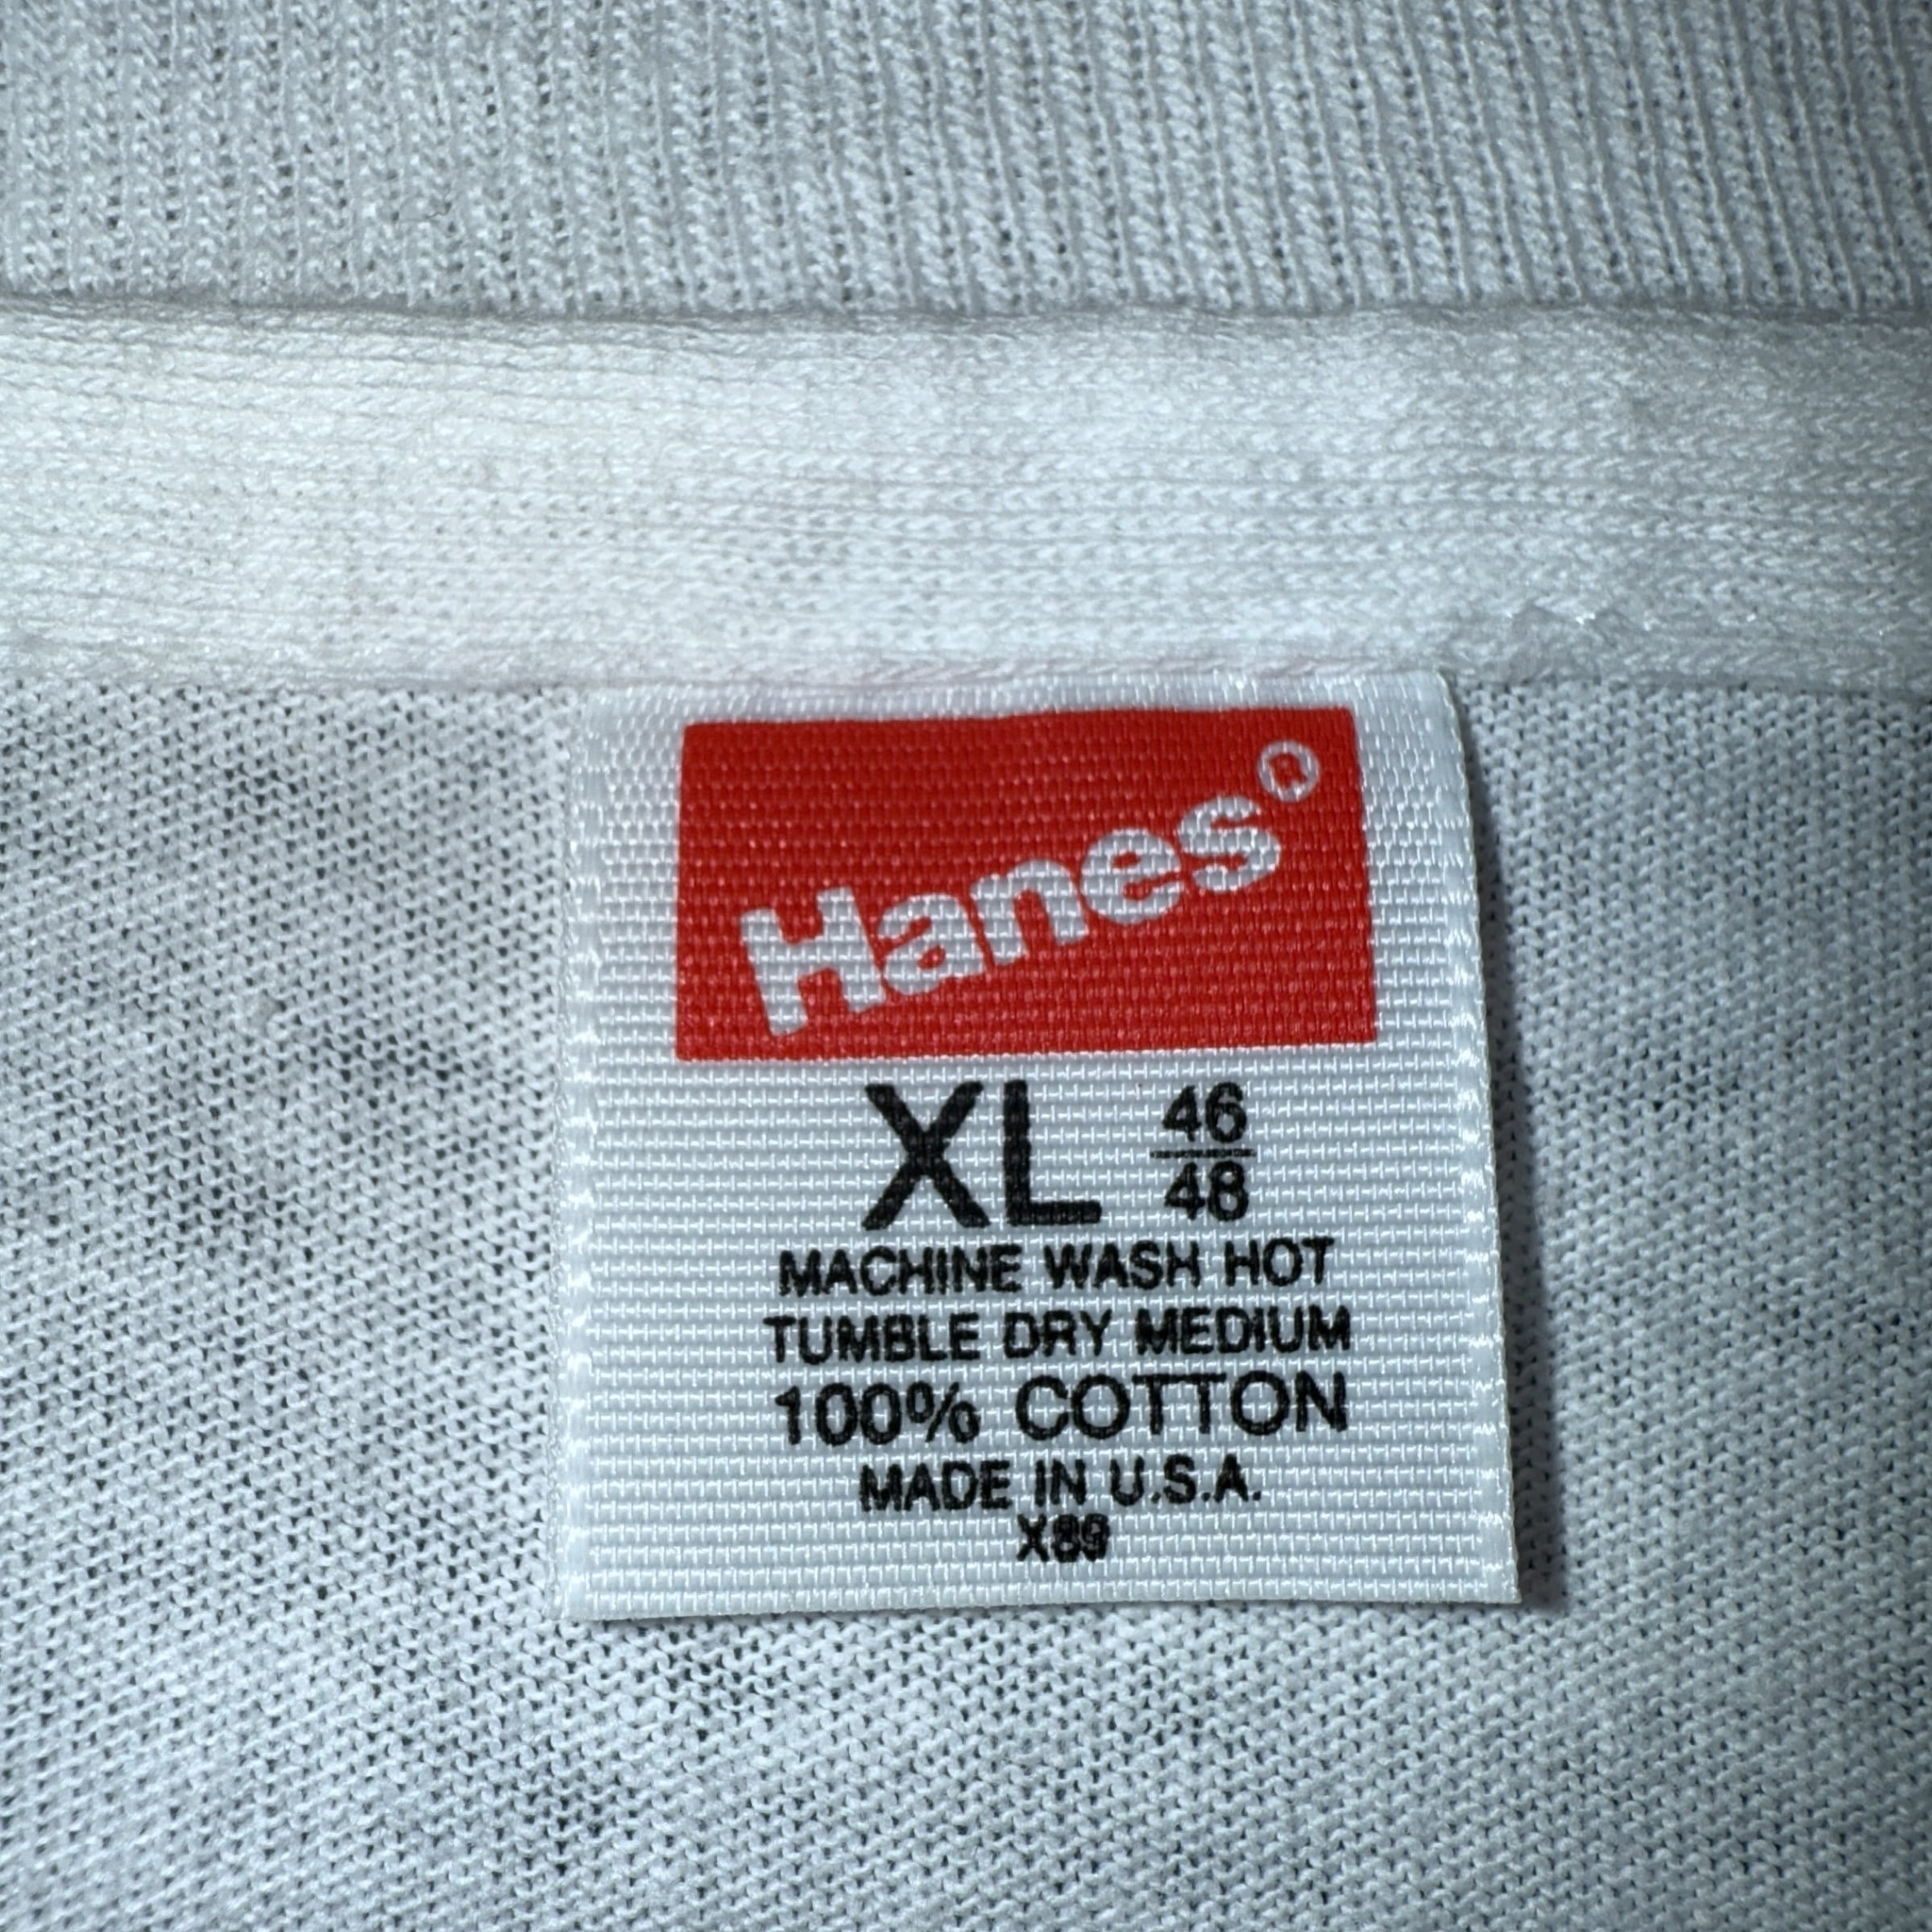 Hanes®
XL 46/48
MACHINE WASH HOT
TUMBLE DRY MEDIUM
100% COTTON
MADE IN U.S.A.
X89